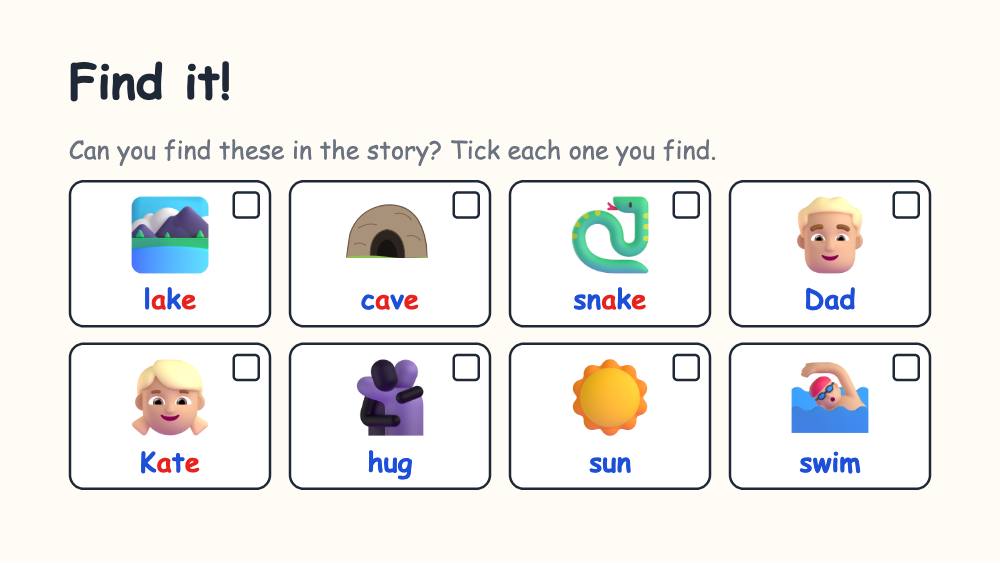 Find it!
Can you find these in the story? Tick each one you find.
lake
cave
snake
Dad
Kate
hug
sun
swim